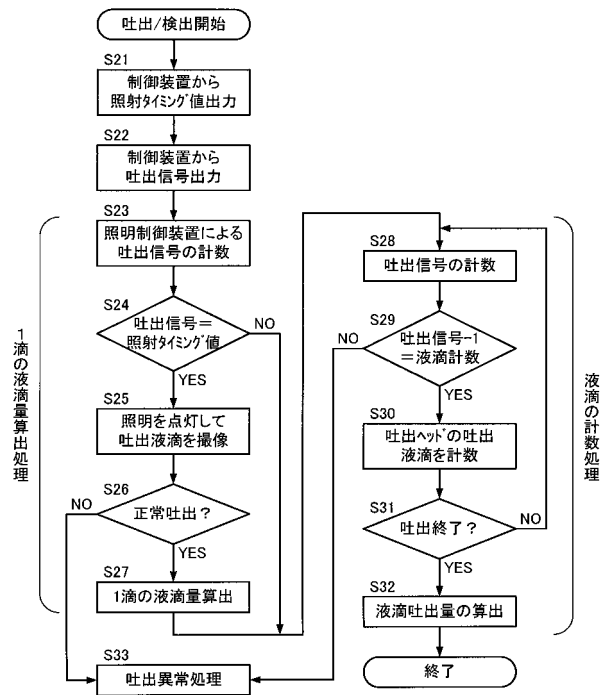 吐出/検出開始
S21
制御装置から
照射ﾀｲﾐﾝｸﾞ値出力
S22
制御装置から
吐出信号出力
S23
照明制御装置による
吐出信号の計数
S24
吐出信号＝
照射ﾀｲﾐﾝｸﾞ値
NO
YES
S25
照明を点灯して
吐出液滴を撮像
S26
正常吐出？
NO
YES
S27
1滴の液滴量算出
S33
吐出異常処理
1滴の液滴量算出処理
S28
吐出信号の計数
S29
吐出信号-1
＝液滴計数
NO
YES
S30
吐出ﾍｯﾄﾞの吐出
液滴を計数
S31
吐出終了？
NO
YES
S32
液滴吐出量の算出
終了
液滴の計数処理